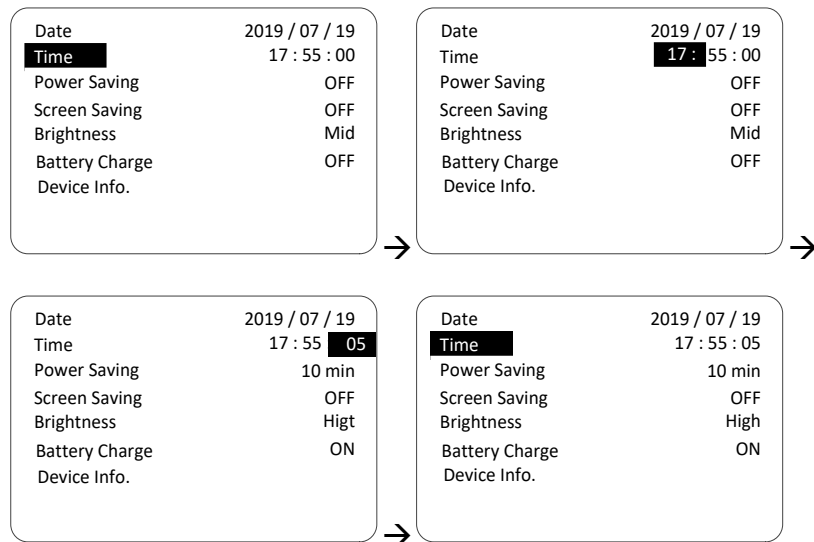 Date 2019 / 07 / 19
Time 17 : 55 : 00
Power Saving OFF
Screen Saving OFF
Brightness Mid
Battery Charge OFF
Device Info.
→
Date 2019 / 07 / 19
Time 17 : 55 : 00
Power Saving OFF
Screen Saving OFF
Brightness Mid
Battery Charge OFF
Device Info.
→
Date 2019 / 07 / 19
Time 17 : 55 05
Power Saving 10 min
Screen Saving OFF
Brightness Higt
Battery Charge ON
Device Info.
→
Date 2019 / 07 / 19
Time 17 : 55 : 05
Power Saving 10 min
Screen Saving OFF
Brightness High
Battery Charge ON
Device Info.